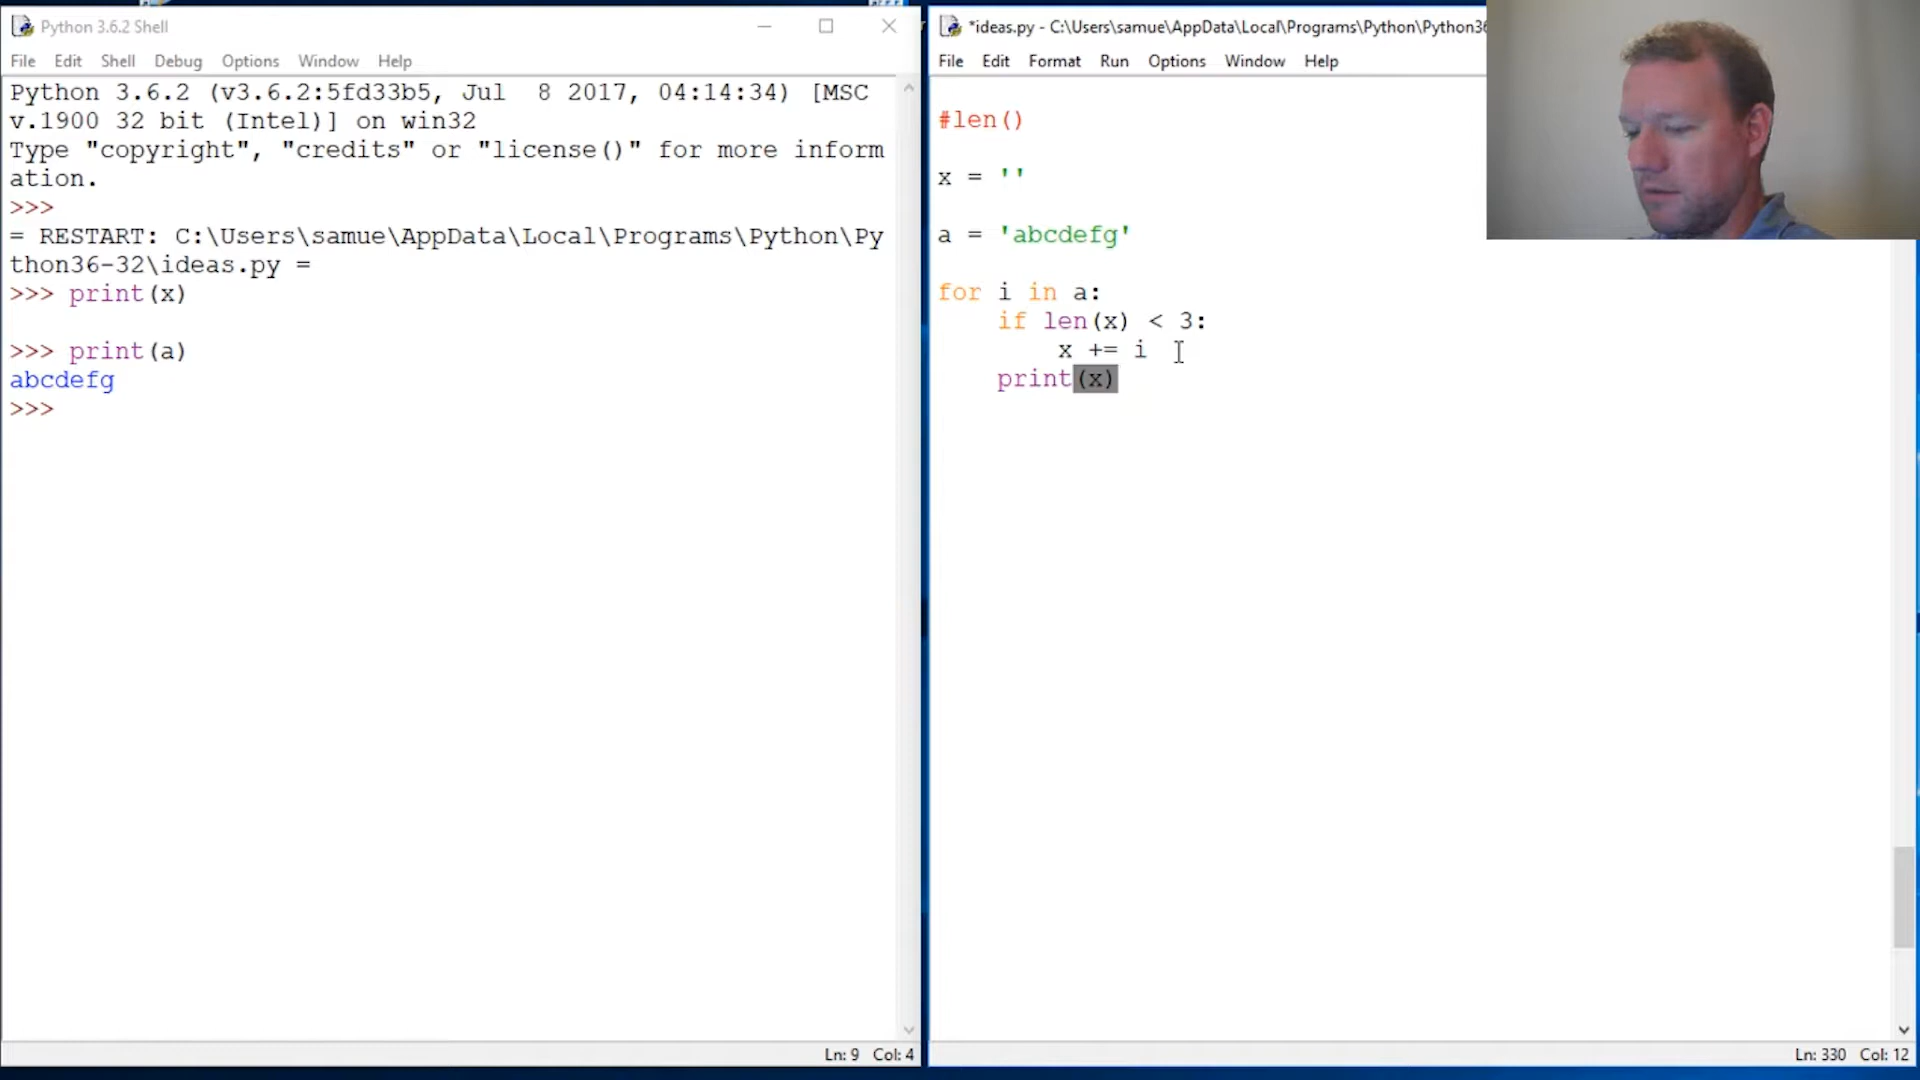 Python 3.6.2 Shell
File Edit Shell Debug Options Window Help
Python 3.6.2 (v3.6.2:5fd33b5, Jul  8 2017, 04:14:34) [MSC
v.1900 32 bit (Intel)] on win32
Type "copyright", "credits" or "license()" for more inform
ation.
>>>
= RESTART: C:\Users\samue\AppData\Local\Programs\Python\Py
thon36-32\ideas.py =
>>> print(x)
>>> print(a)
abcdefg
>>>
Ln: 9 Col: 4
*ideas.py - C:\Users\samue\AppData\Local\Programs\Python\Python36
File Edit Format Run Options Window Help
#len()
x = ''
a = 'abcdefg'
for i in a:
    if len(x) < 3:
        x += i
    print(x)
Ln: 330 Col: 12